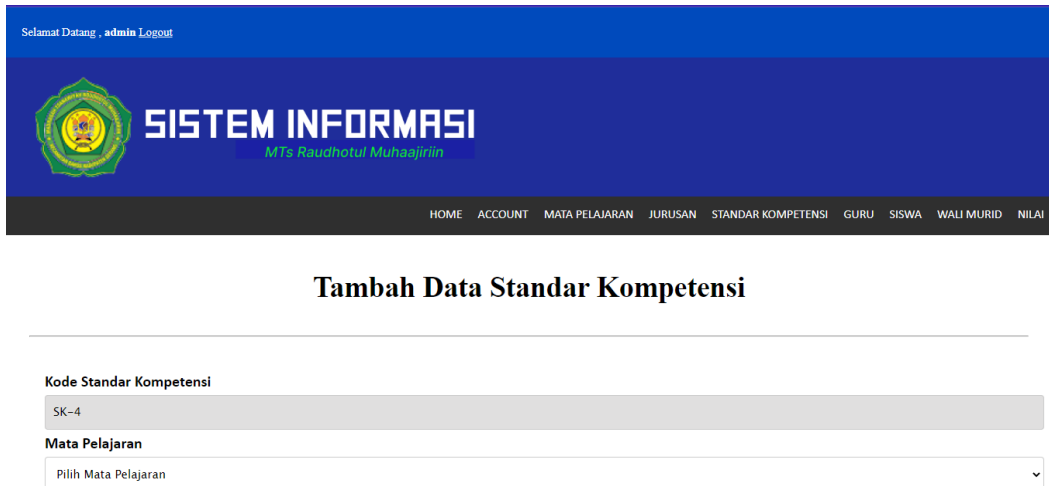 Selamat Datang , admin Logout
SISTEM INFORMASI
MTs Raudhotul Muhaajiriin
HOME ACCOUNT MATA PELAJARAN JURUSAN STANDAR KOMPETENSI GURU SISWA WALI MURID NILAI
Tambah Data Standar Kompetensi
Kode Standar Kompetensi
SK-4
Mata Pelajaran
Pilih Mata Pelajaran